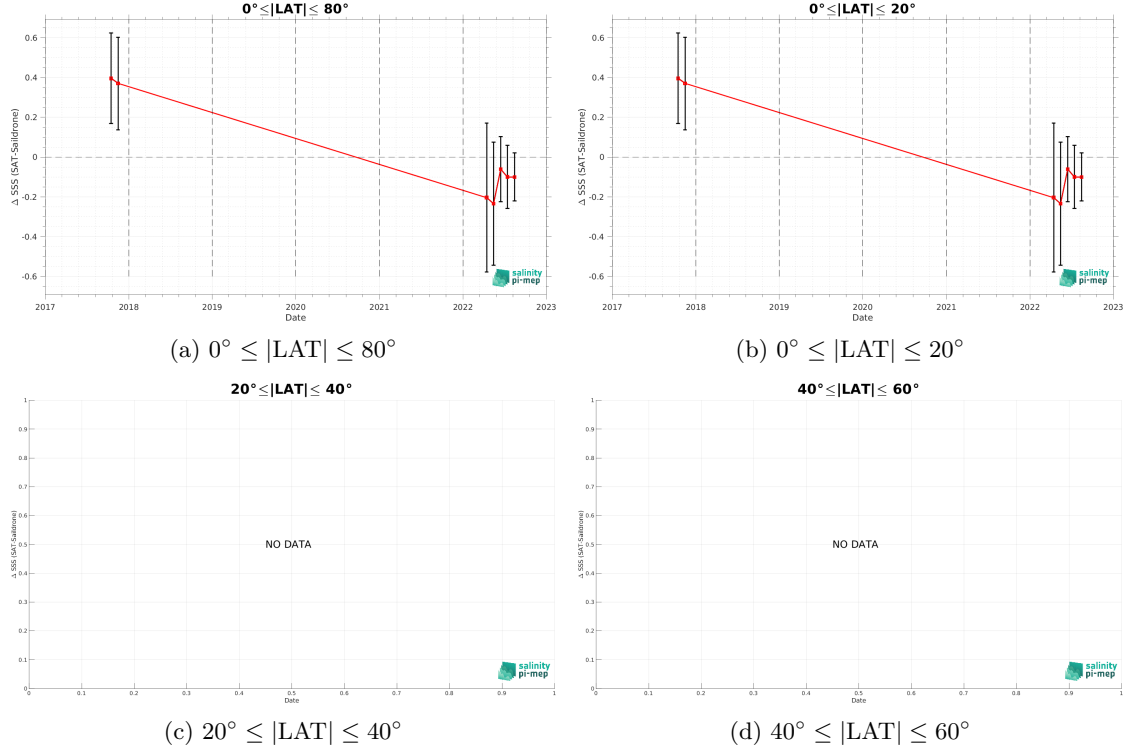 0°≤|LAT|≤ 80°
Δ SSS (SAT-Saildrone)
0.6
0.4
0.2
0
-0.2
-0.4
-0.6
2017 2018 2019 2020 2021 2022 2023
Date
salinity
pi-mep
(a) 0° ≤ |LAT| ≤ 80°
0°≤|LAT|≤ 20°
Δ SSS (SAT-Saildrone)
0.6
0.4
0.2
0
-0.2
-0.4
-0.6
2017 2018 2019 2020 2021 2022 2023
Date
salinity
pi-mep
(b) 0° ≤ |LAT| ≤ 20°
20°≤|LAT|≤ 40°
Δ SSS (SAT-Saildrone)
1
0.9
0.8
0.7
0.6
0.5
0.4
0.3
0.2
0.1
0
NO DATA
0 0.1 0.2 0.3 0.4 0.5 0.6 0.7 0.8 0.9 1
Date
salinity
pi-mep
(c) 20° ≤ |LAT| ≤ 40°
40°≤|LAT|≤ 60°
Δ SSS (SAT-Saildrone)
1
0.9
0.8
0.7
0.6
0.5
0.4
0.3
0.2
0.1
0
NO DATA
0 0.1 0.2 0.3 0.4 0.5 0.6 0.7 0.8 0.9 1
Date
salinity
pi-mep
(d) 40° ≤ |LAT| ≤ 60°